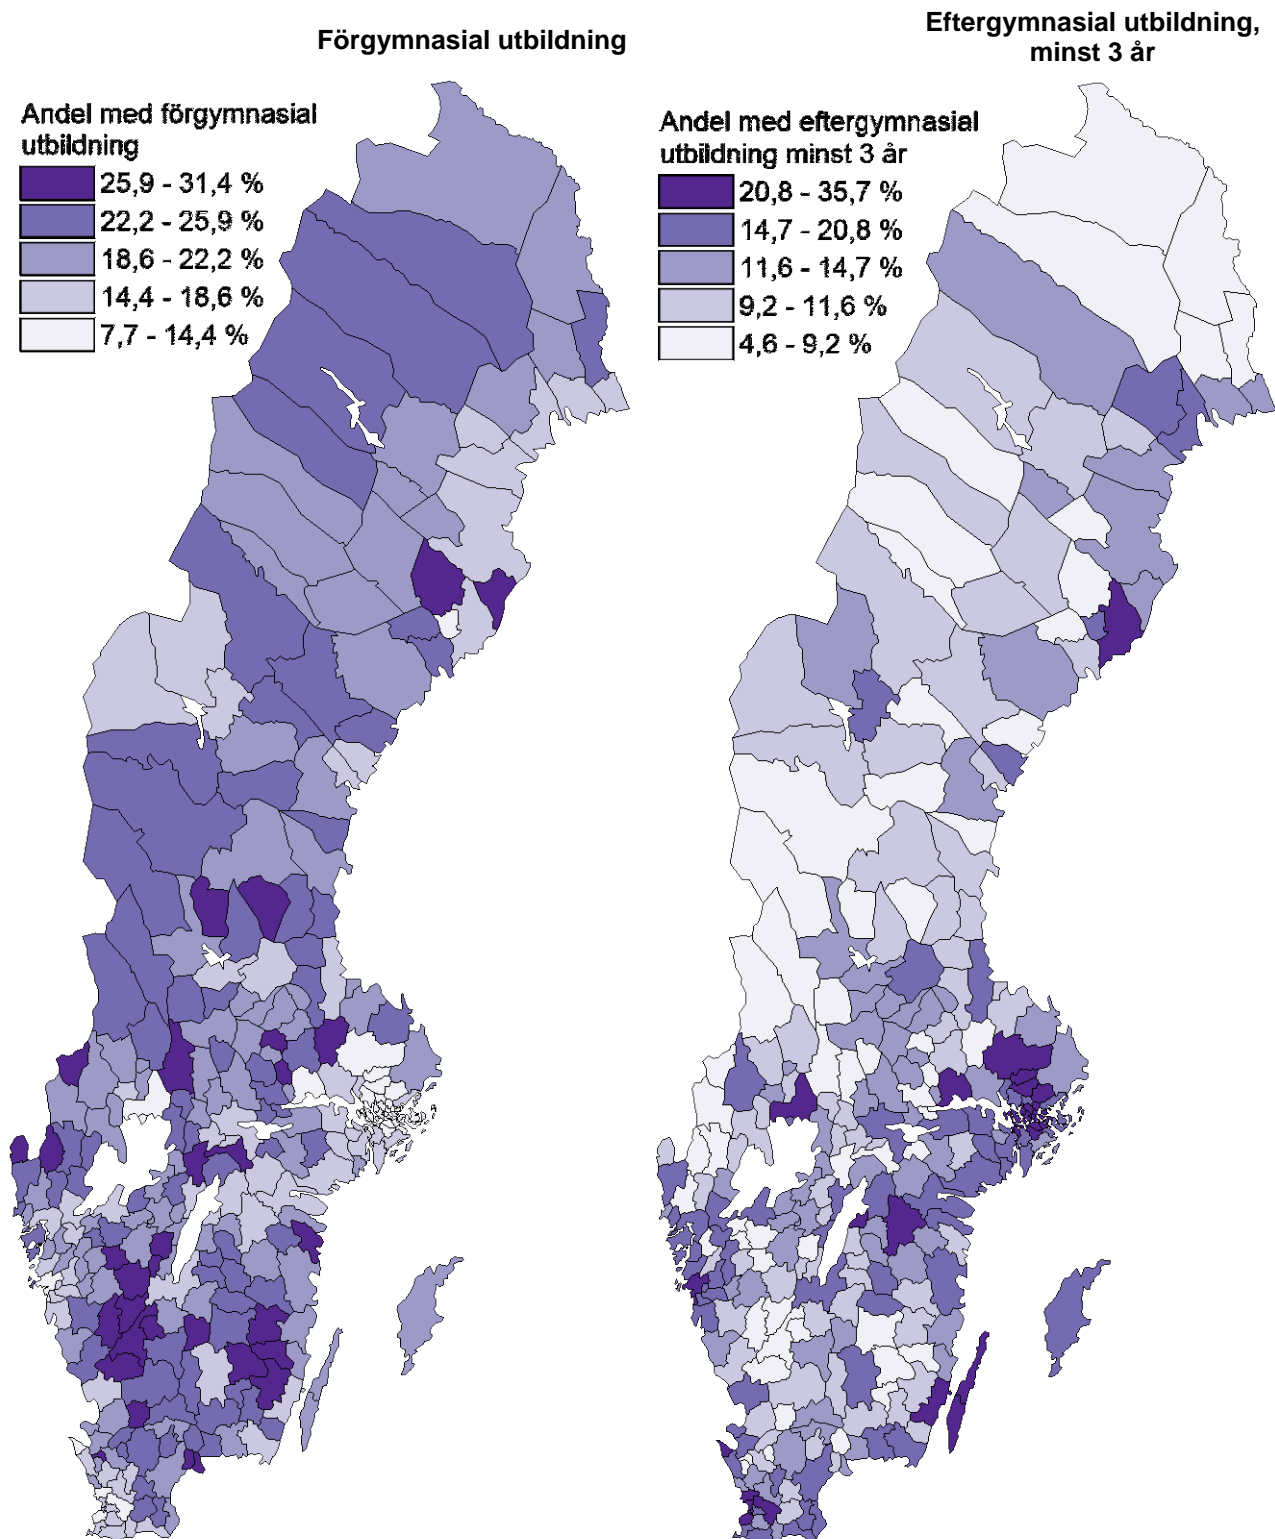 Förgymnasial utbildning
Andel med förgymnasial
utbildning
25,9 - 31,4 %
22,2 - 25,9 %
18,6 - 22,2 %
14,4 - 18,6 %
7,7 - 14,4 %
Eftergymnasial utbildning,
minst 3 år
Andel med eftergymnasial
utbildning minst 3 år
20,8 - 35,7 %
14,7 - 20,8 %
11,6 - 14,7 %
9,2 - 11,6 %
4,6 - 9,2 %